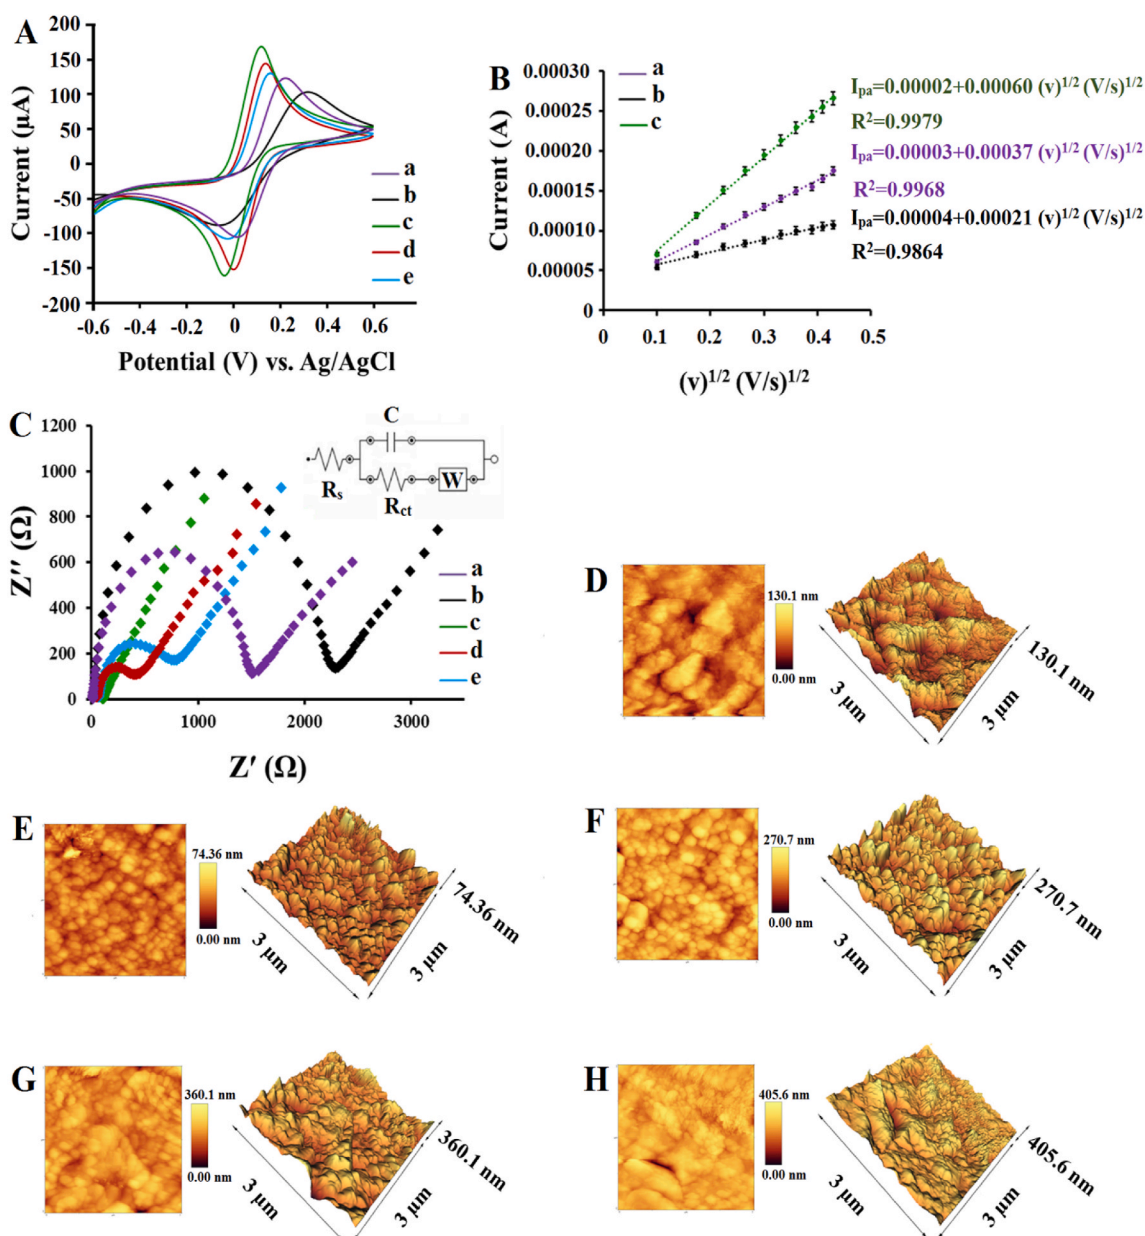 A
200
150
100
50
0
-50
-100
-150
-200
-0.6
-0.4
-0.2
0
0.2
0.4
0.6
Current (µA)
Potential (V) vs. Ag/AgCl
a
b
c
d
e
B
0.00030
0.00025
0.00020
0.00015
0.00010
0.00005
0
0
0.1
0.2
0.3
0.4
0.5
Current (A)
(v)1/2 (V/s)1/2
a
b
c
Ipa=0.00002+0.00060 (v)1/2 (V/s)1/2
R2=0.9979
Ipa=0.00003+0.00037 (v)1/2 (V/s)1/2
R2=0.9968
Ipa=0.00004+0.00021 (v)1/2 (V/s)1/2
R2=0.9864
C
1200
1000
800
600
400
200
0
0
1000
2000
3000
Z″ (Ω)
Z′ (Ω)
C
Rs
Rct
W
a
b
c
d
e
D
130.1 nm
0.00 nm
3 µm
3 µm
130.1 nm
E
74.36 nm
0.00 nm
3 µm
3 µm
74.36 nm
F
270.7 nm
0.00 nm
3 µm
3 µm
270.7 nm
G
360.1 nm
0.00 nm
3 µm
3 µm
360.1 nm
H
405.6 nm
0.00 nm
3 µm
3 µm
405.6 nm